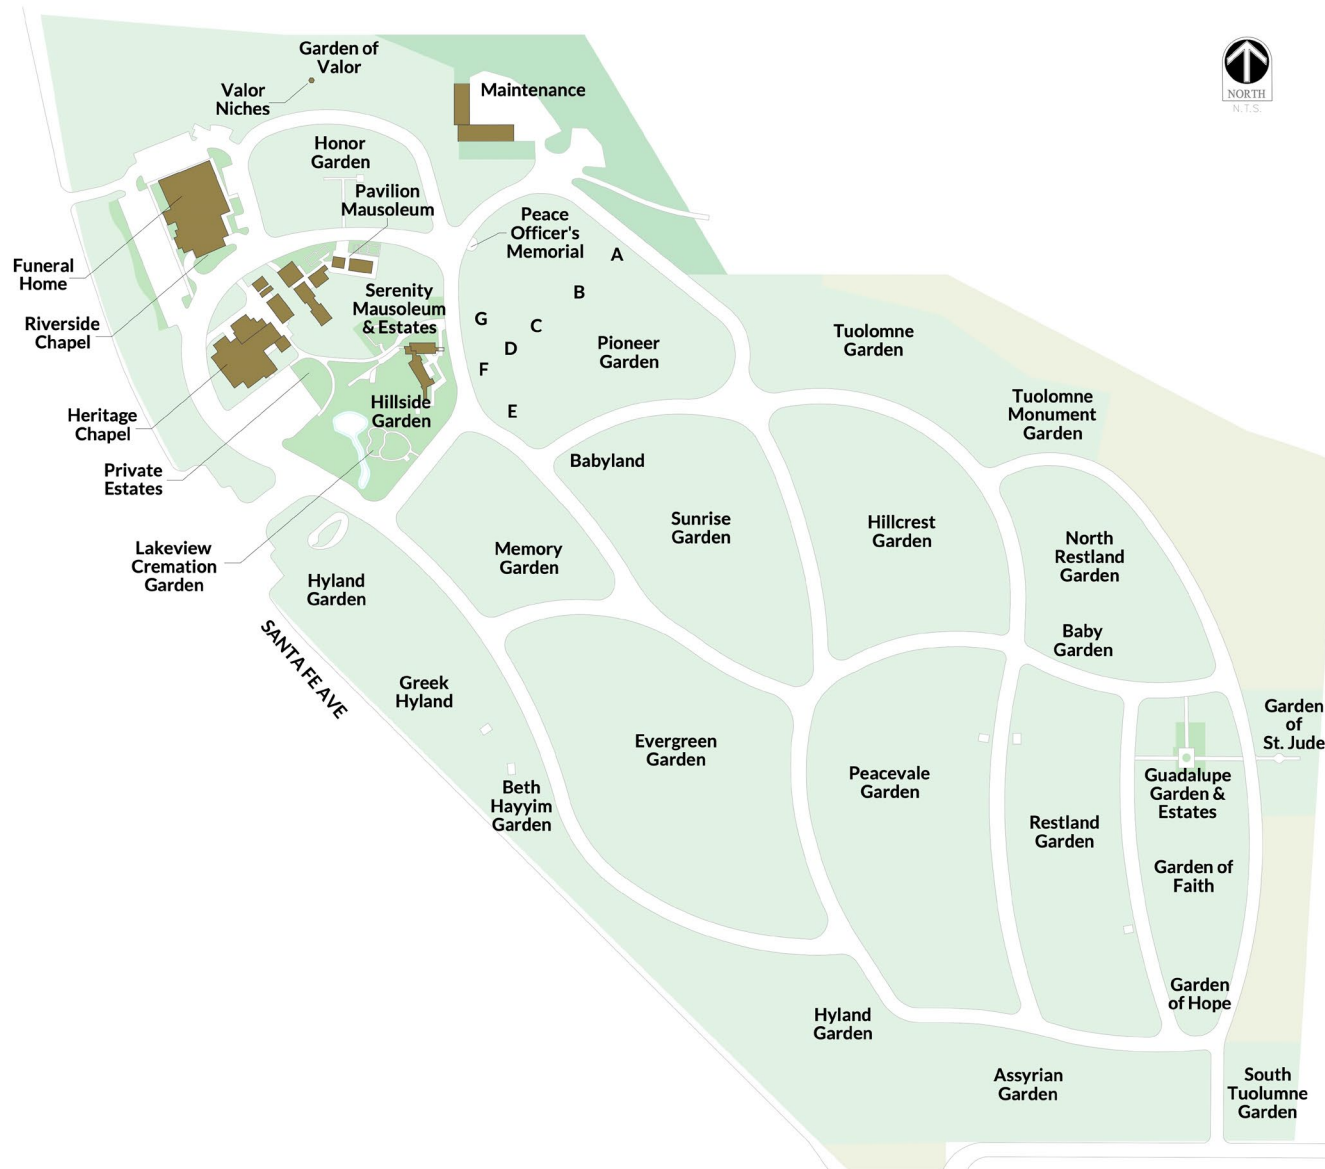 Garden of
Valor
Valor
Niches
Maintenance
NORTH
N.T.S.
Honor
Garden
Pavilion
Mausoleum
Peace
Officer's
Memorial
A
B
C
D
E
F
G
Funeral
Home
Riverside
Chapel
Serenity
Mausoleum
& Estates
Pioneer
Garden
Tuolomne
Garden
Tuolomne
Monument
Garden
Heritage
Chapel
Hillside
Garden
Private
Estates
Babyland
Lakeview
Cremation
Garden
Hyland
Garden
Memory
Garden
Sunrise
Garden
Hillcrest
Garden
North
Restland
Garden
Baby
Garden
SANTA FE AVE
Greek
Hyland
Beth
Hayyim
Garden
Evergreen
Garden
Peacevale
Garden
Restland
Garden
Garden
of
St. Jude
Guadalupe
Garden &
Estates
Garden of
Faith
Garden
of Hope
Hyland
Garden
Assyrian
Garden
South
Tuolumne
Garden